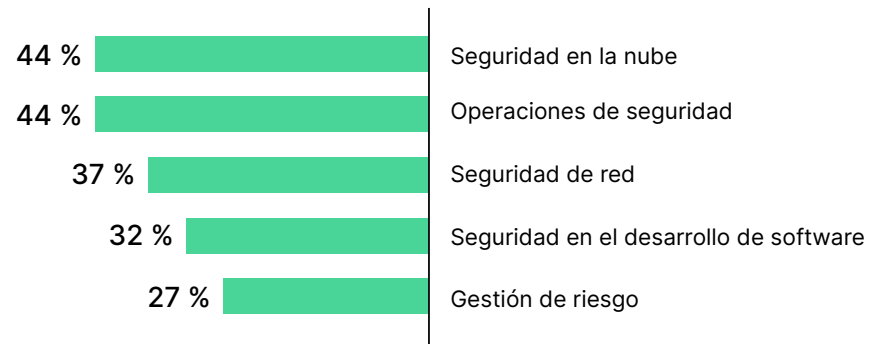 44 % Seguridad en la nube
44 % Operaciones de seguridad
37 % Seguridad de red
32 % Seguridad en el desarrollo de software
27 % Gestión de riesgo